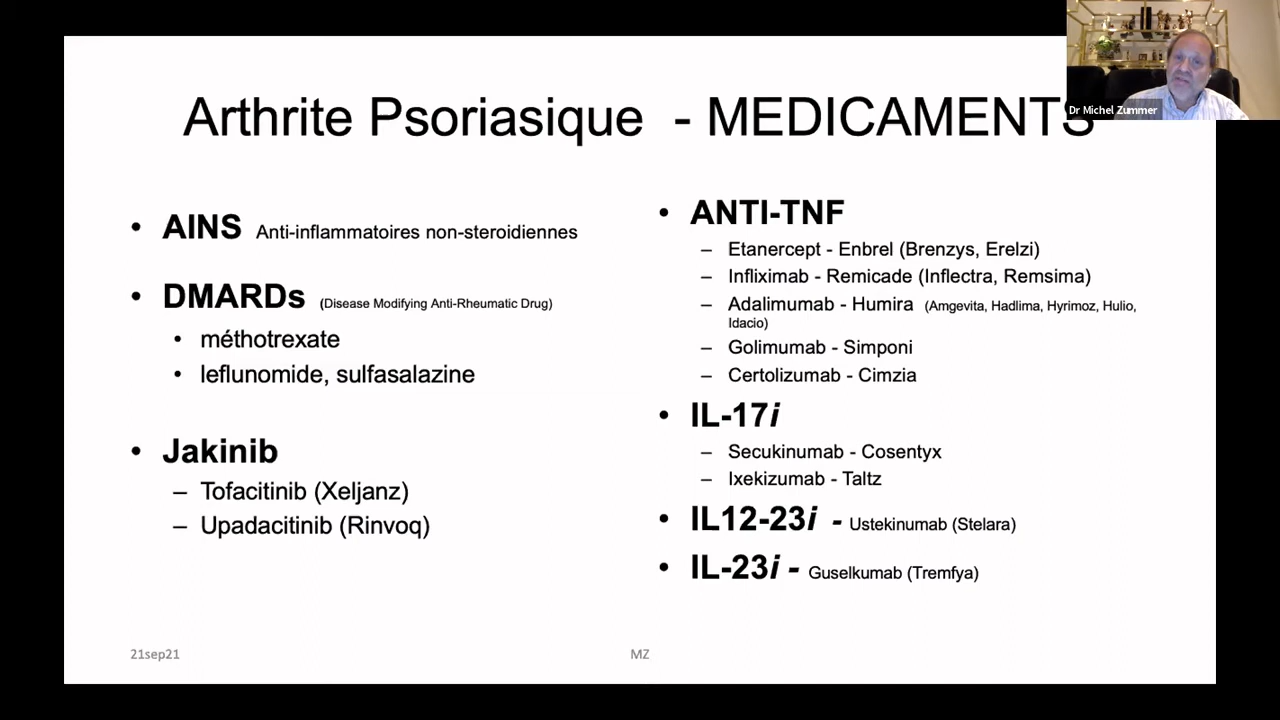 Arthrite Psoriasique - MEDICAMENTS
Dr Michel Zummer
• AINS Anti-inflammatoires non-steroidiennes
• DMARDs (Disease Modifying Anti-Rheumatic Drug)
• méthotrexate
• leflunomide, sulfasalazine
• Jakinib
– Tofacitinib (Xeljanz)
– Upadacitinib (Rinvoq)
• ANTI-TNF
– Etanercept - Enbrel (Brenzys, Erelzi)
– Infliximab - Remicade (Inflectra, Remsima)
– Adalimumab - Humira (Amgevita, Hadlima, Hyrimoz, Hulio,
Idacio)
– Golimumab - Simponi
– Certolizumab - Cimzia
• IL-17i
– Secukinumab - Cosentyx
– Ixekizumab - Taltz
• IL12-23i - Ustekinumab (Stelara)
• IL-23i - Guselkumab (Tremfya)
21sep21
MZ